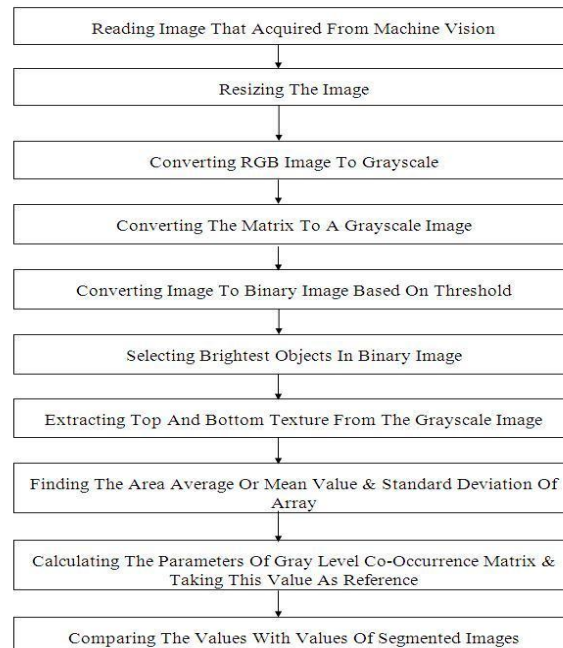 Reading Image That Acquired From Machine Vision
Resizing The Image
Converting RGB Image To Grayscale
Converting The Matrix To A Grayscale Image
Converting Image To Binary Image Based On Threshold
Selecting Brightest Objects In Binary Image
Extracting Top And Bottom Texture From The Grayscale Image
Finding The Area Average Or Mean Value & Standard Deviation Of
Array
Calculating The Parameters Of Gray Level Co-Occurrence Matrix &
Taking This Value As Reference
Comparing The Values With Values Of Segmented Images